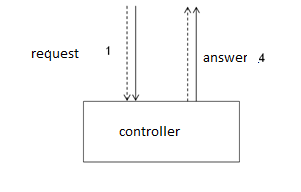 request 1
answer 4
controller